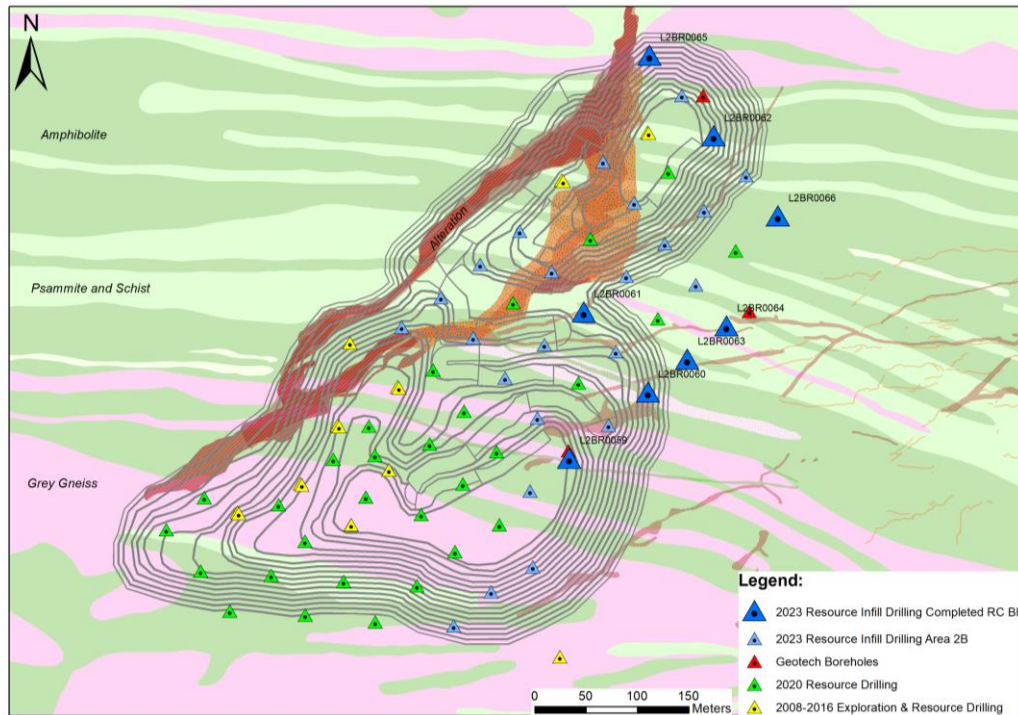 N
L2BR0065
L2BR0062
Amphibolite
L2BR0066
Alteration
Psammite and Schist
L2BR0061
L2BR0064
L2BR0063
L2BR0060
L2BR0059
Grey Gneiss
Legend:
2023 Resource Infill Drilling Completed RC
2023 Resource Infill Drilling Area 2B
Geotech Boreholes
2020 Resource Drilling
2008-2016 Exploration & Resource Drilling
0 50 100 150
Meters